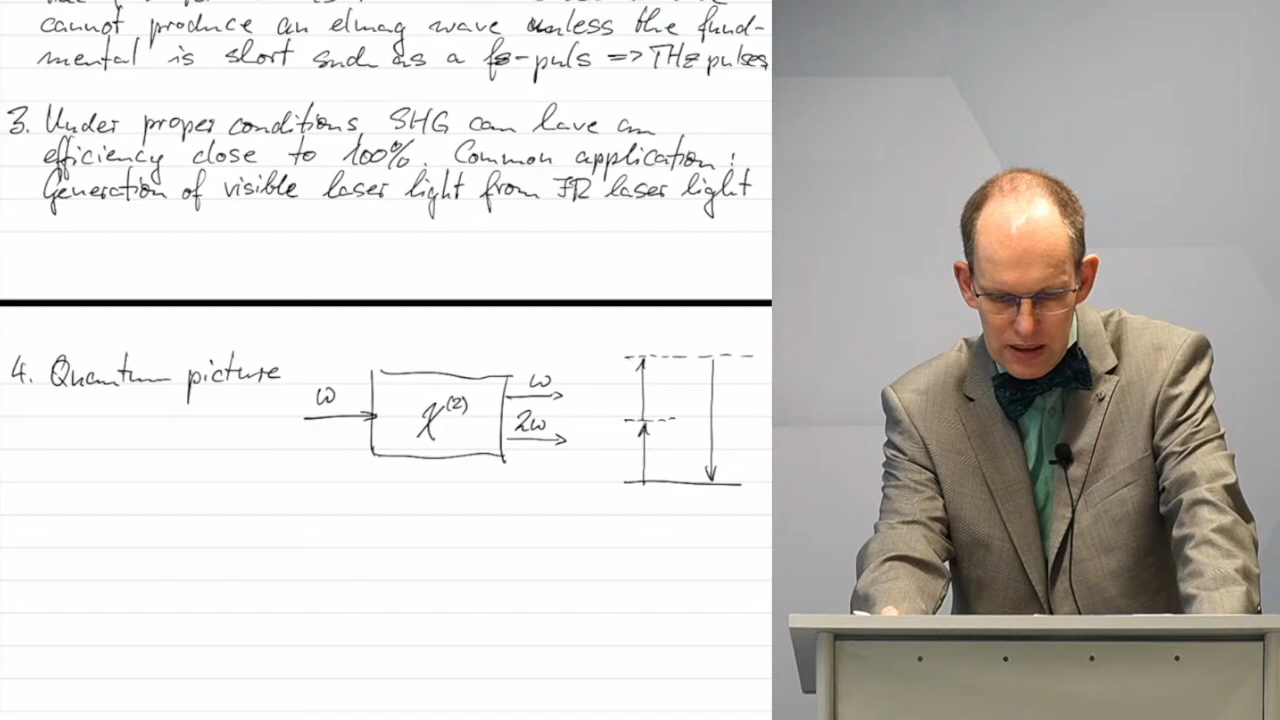 cannot produce an elmag wave unless the fund-
mental is short such as a fs-puls => THz pulses
3. Under proper conditions SHG can have an
efficiency close to 100%. Common application:
Generation of visible laser light from IR laser light
4. Quantum picture
ω
χ(2)
ω
2ω